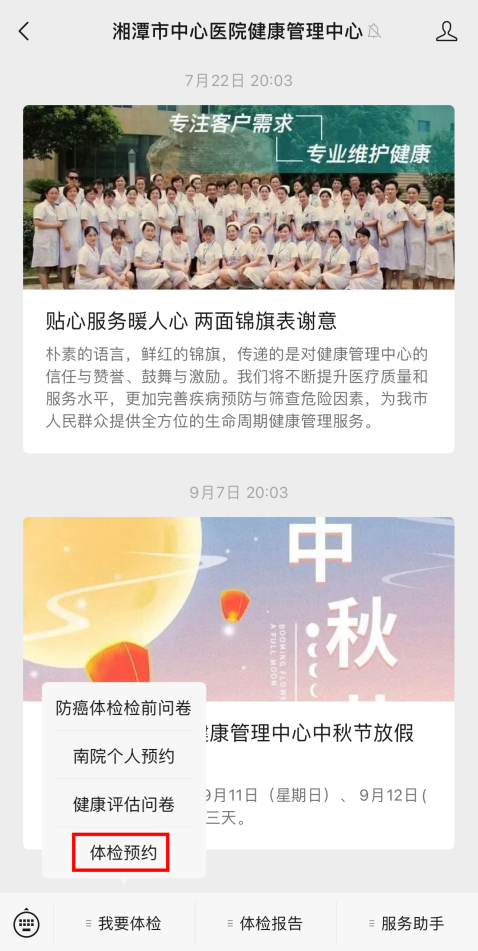 湘潭市中心医院健康管理中心
7月22日 20:03
专注客户需求
专业维护健康
贴心服务暖人心 两面锦旗表谢意
朴素的语言，鲜红的锦旗，传递的是对健康管理中心的
信任与赞誉、鼓舞与激励。我们将不断提升医疗质量和
服务水平，更加完善疾病预防与筛查危险因素，为我市
人民群众提供全方位的生命周期健康管理服务。
9月7日 20:03
中
秋
BOOMING FLOWE
A FULL MOON
健康管理中心中秋节放假
9月11日（星期日）、9月12日(
三天。
防癌体检检前问卷
南院个人预约
健康评估问卷
体检预约
我要体检
体检报告
服务助手